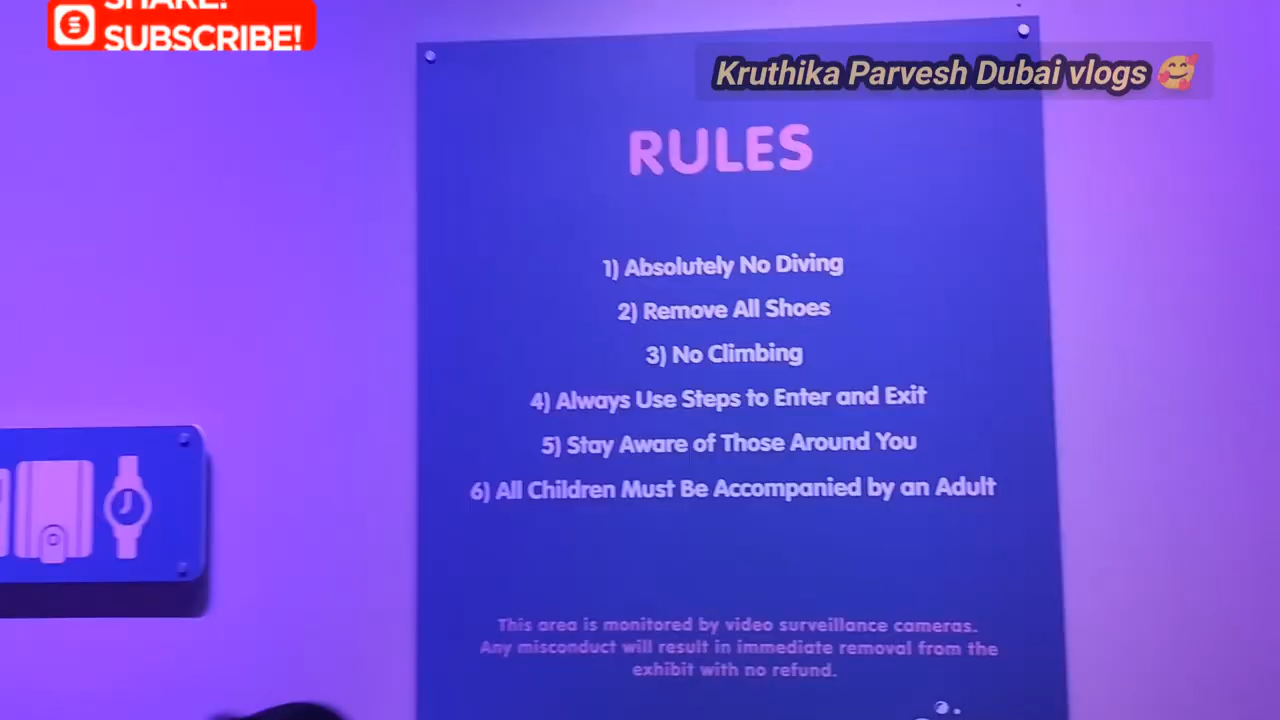 SHARE!
SUBSCRIBE!
Kruthika Parvesh Dubai vlogs 🥰
RULES
1) Absolutely No Diving
2) Remove All Shoes
3) No Climbing
4) Always Use Steps to Enter and Exit
5) Stay Aware of Those Around You
6) All Children Must Be Accompanied by an Adult
This area is monitored by video surveillance cameras.
Any misconduct will result in immediate removal from the
exhibit with no refund.